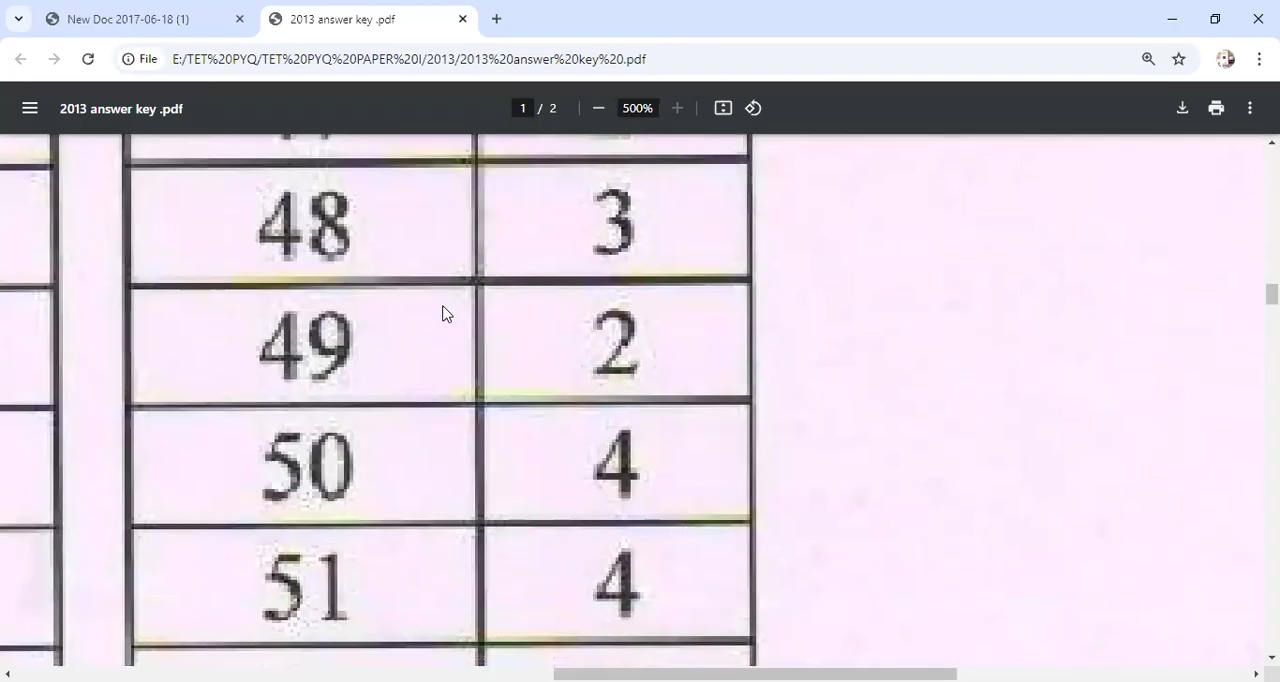 New Doc 2017-06-18 (1)
2013 answer key .pdf
File
E:/TET%20PYQ/TET%20PYQ%20PAPER%20I/2013/2013%20answer%20key%20.pdf
2013 answer key .pdf
1 / 2
500%
48 3
49 2
50 4
51 4